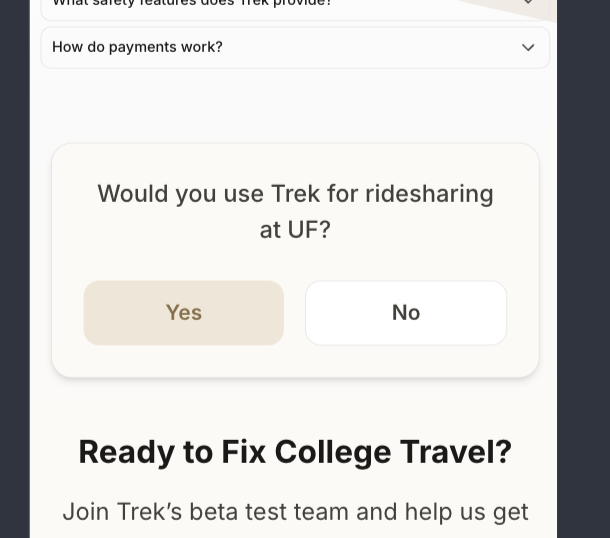 What safety features does Trek provide?
How do payments work?
Would you use Trek for ridesharing
at UF?
Yes
No
Ready to Fix College Travel?
Join Trek’s beta test team and help us get